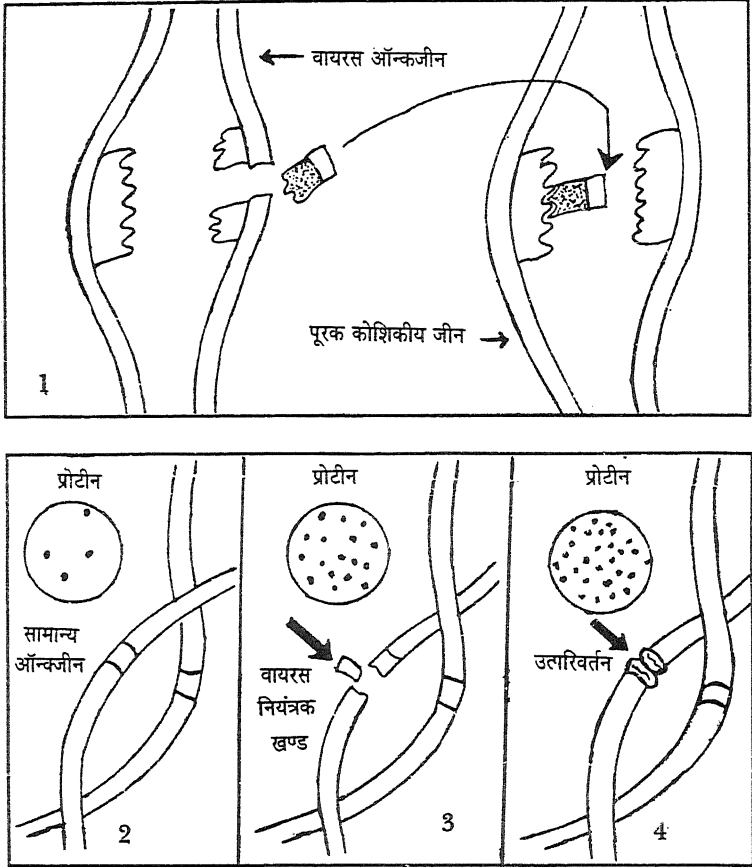 वायरस ऑन्कजीन
पूरक कोशिकीय जीन
1
प्रोटीन
सामान्य
ऑन्कजीन
2
प्रोटीन
वायरस
नियंत्रक
खण्ड
3
प्रोटीन
उत्परिवर्तन
4